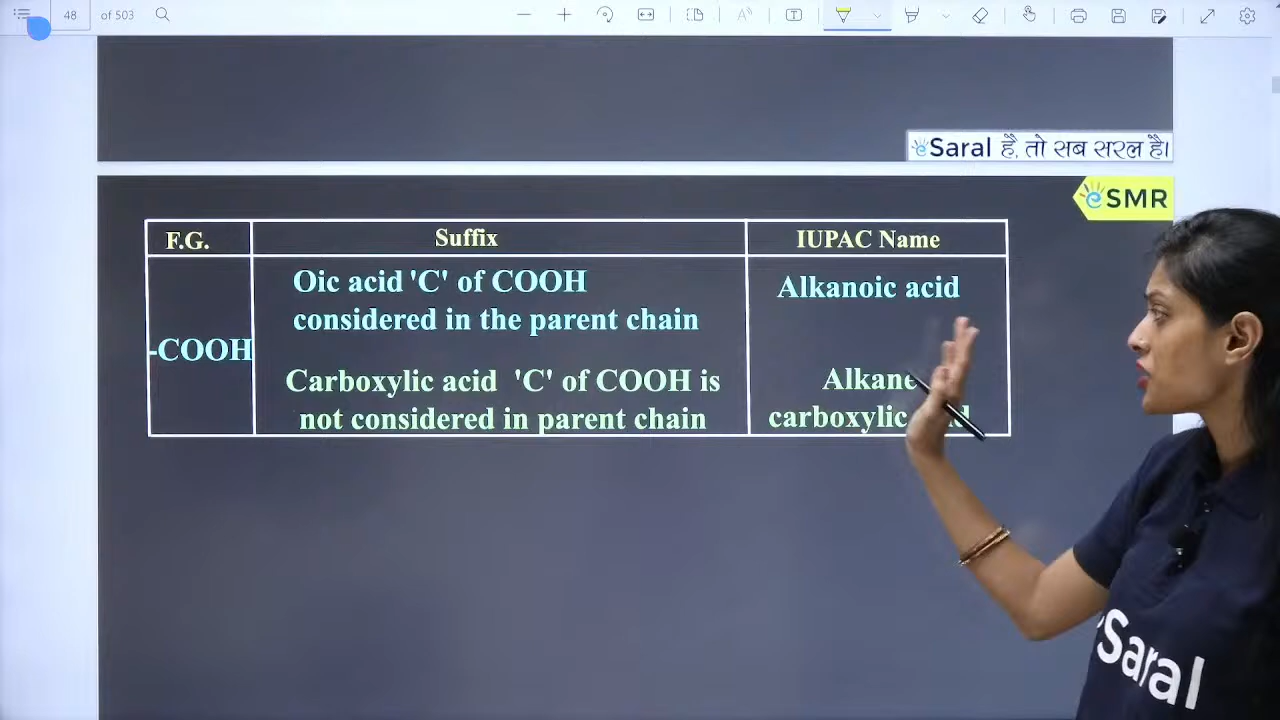 48 of 503
eSaral है, तो सब सरल है।
eSMR
F.G. Suffix IUPAC Name
Oic acid 'C' of COOH
considered in the parent chain
Alkanoic acid
-COOH
Carboxylic acid 'C' of COOH is
not considered in parent chain
Alkane
carboxylic
eSaral